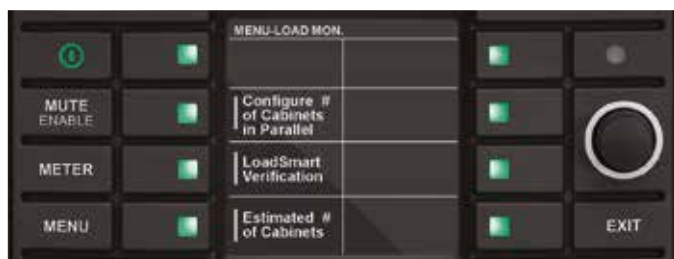 MENU-LOAD MON.
MUTE
ENABLE
Configure #
of Cabinets
in Parallel
METER
LoadSmart
Verification
MENU
Estimated #
of Cabinets
EXIT